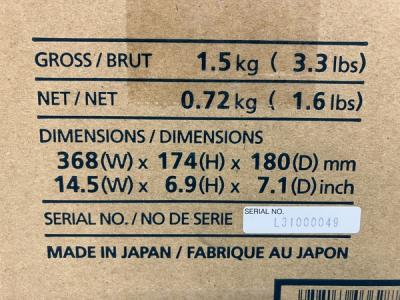 GROSS / BRUT 1.5 kg ( 3.3 lbs)
NET / NET 0.72 kg ( 1.6 lbs)
DIMENSIONS / DIMENSIONS
368(W) x 174(H) x 180(D) mm
14.5(W) x 6.9(H) x 7.1(D) inch
SERIAL NO. / NO DE SERIE
SERIAL NO.
L31000049
MADE IN JAPAN / FABRIQUE AU JAPON